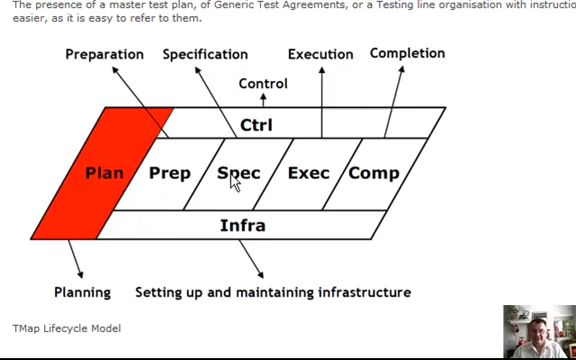 The presence of a master test plan, of Generic Test Agreements, or a Testing line organisation with instructio
easier, as it is easy to refer to them.
Preparation Specification Execution Completion
Control
Ctrl
Plan Prep Spec Exec Comp
Infra
Planning Setting up and maintaining infrastructure
TMap Lifecycle Model